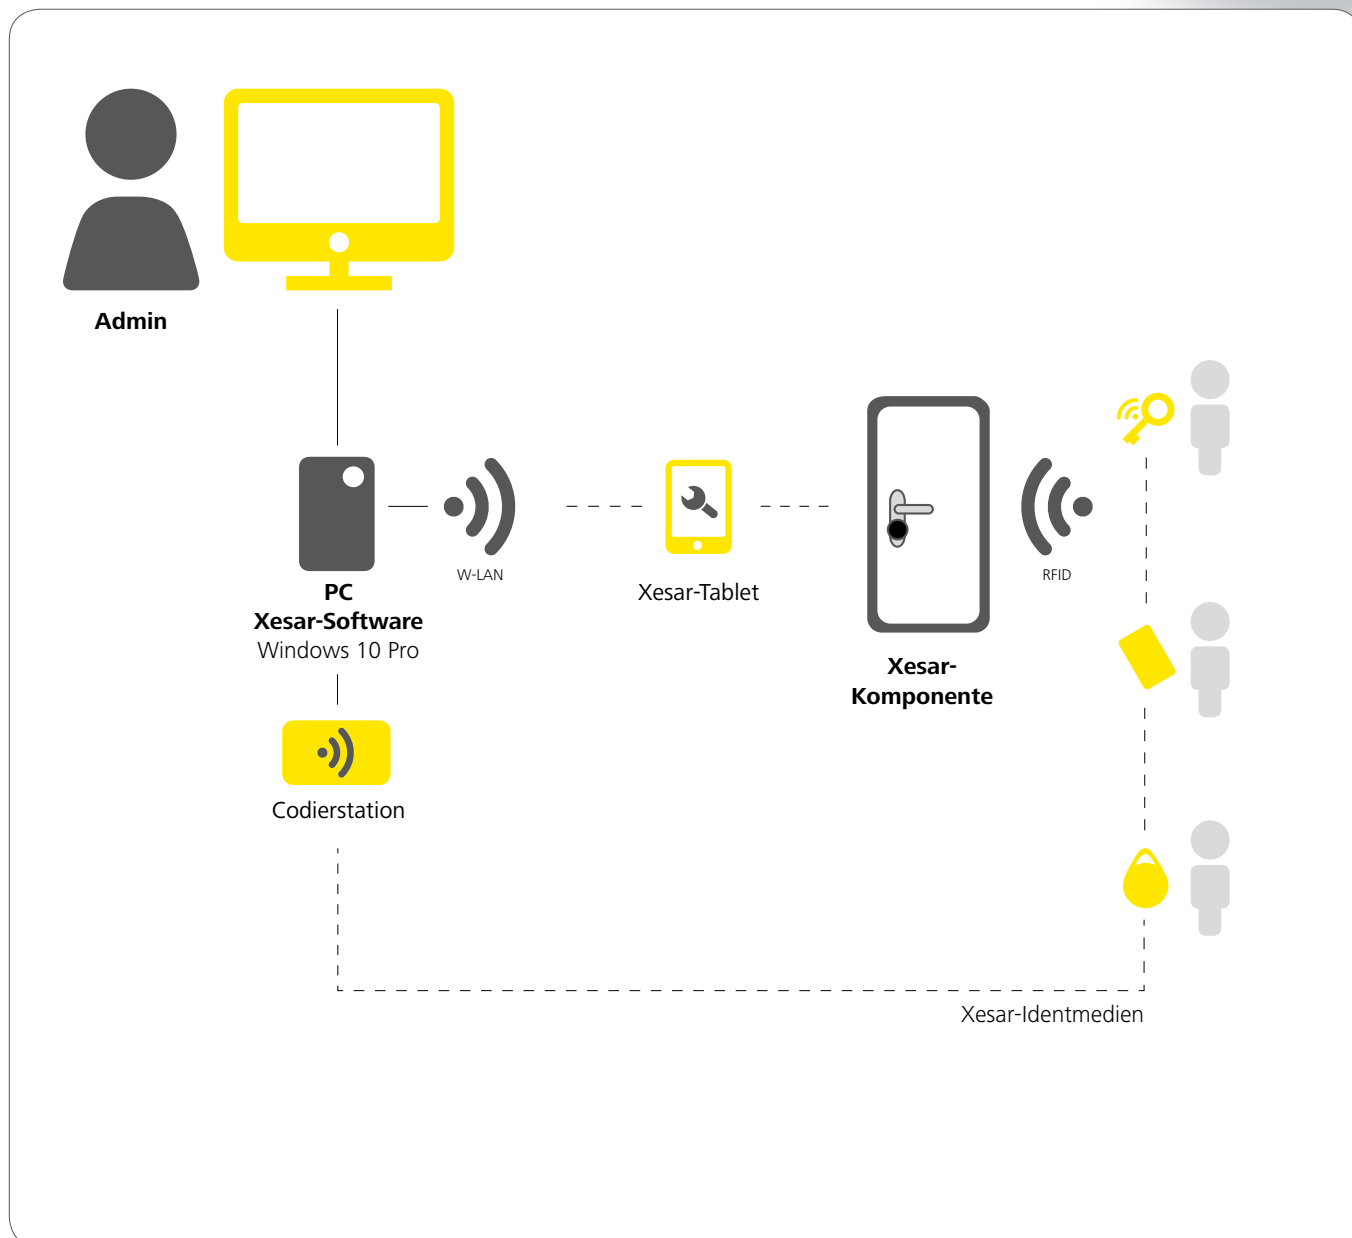 Admin
W-LAN
RFID
PC
Xesar-Software
Windows 10 Pro
Xesar-Tablet
Xesar-
Komponente
Codierstation
Xesar-Identmedien